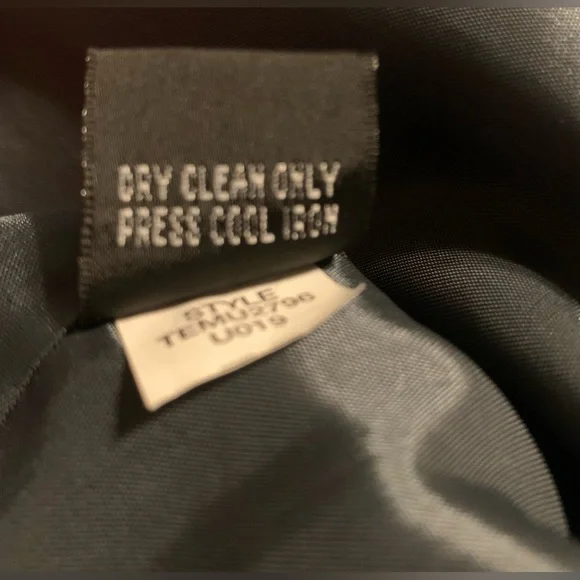 DRY CLEAN ONLY
PRESS COOL IRON
STYLE
TEMU2796
U019